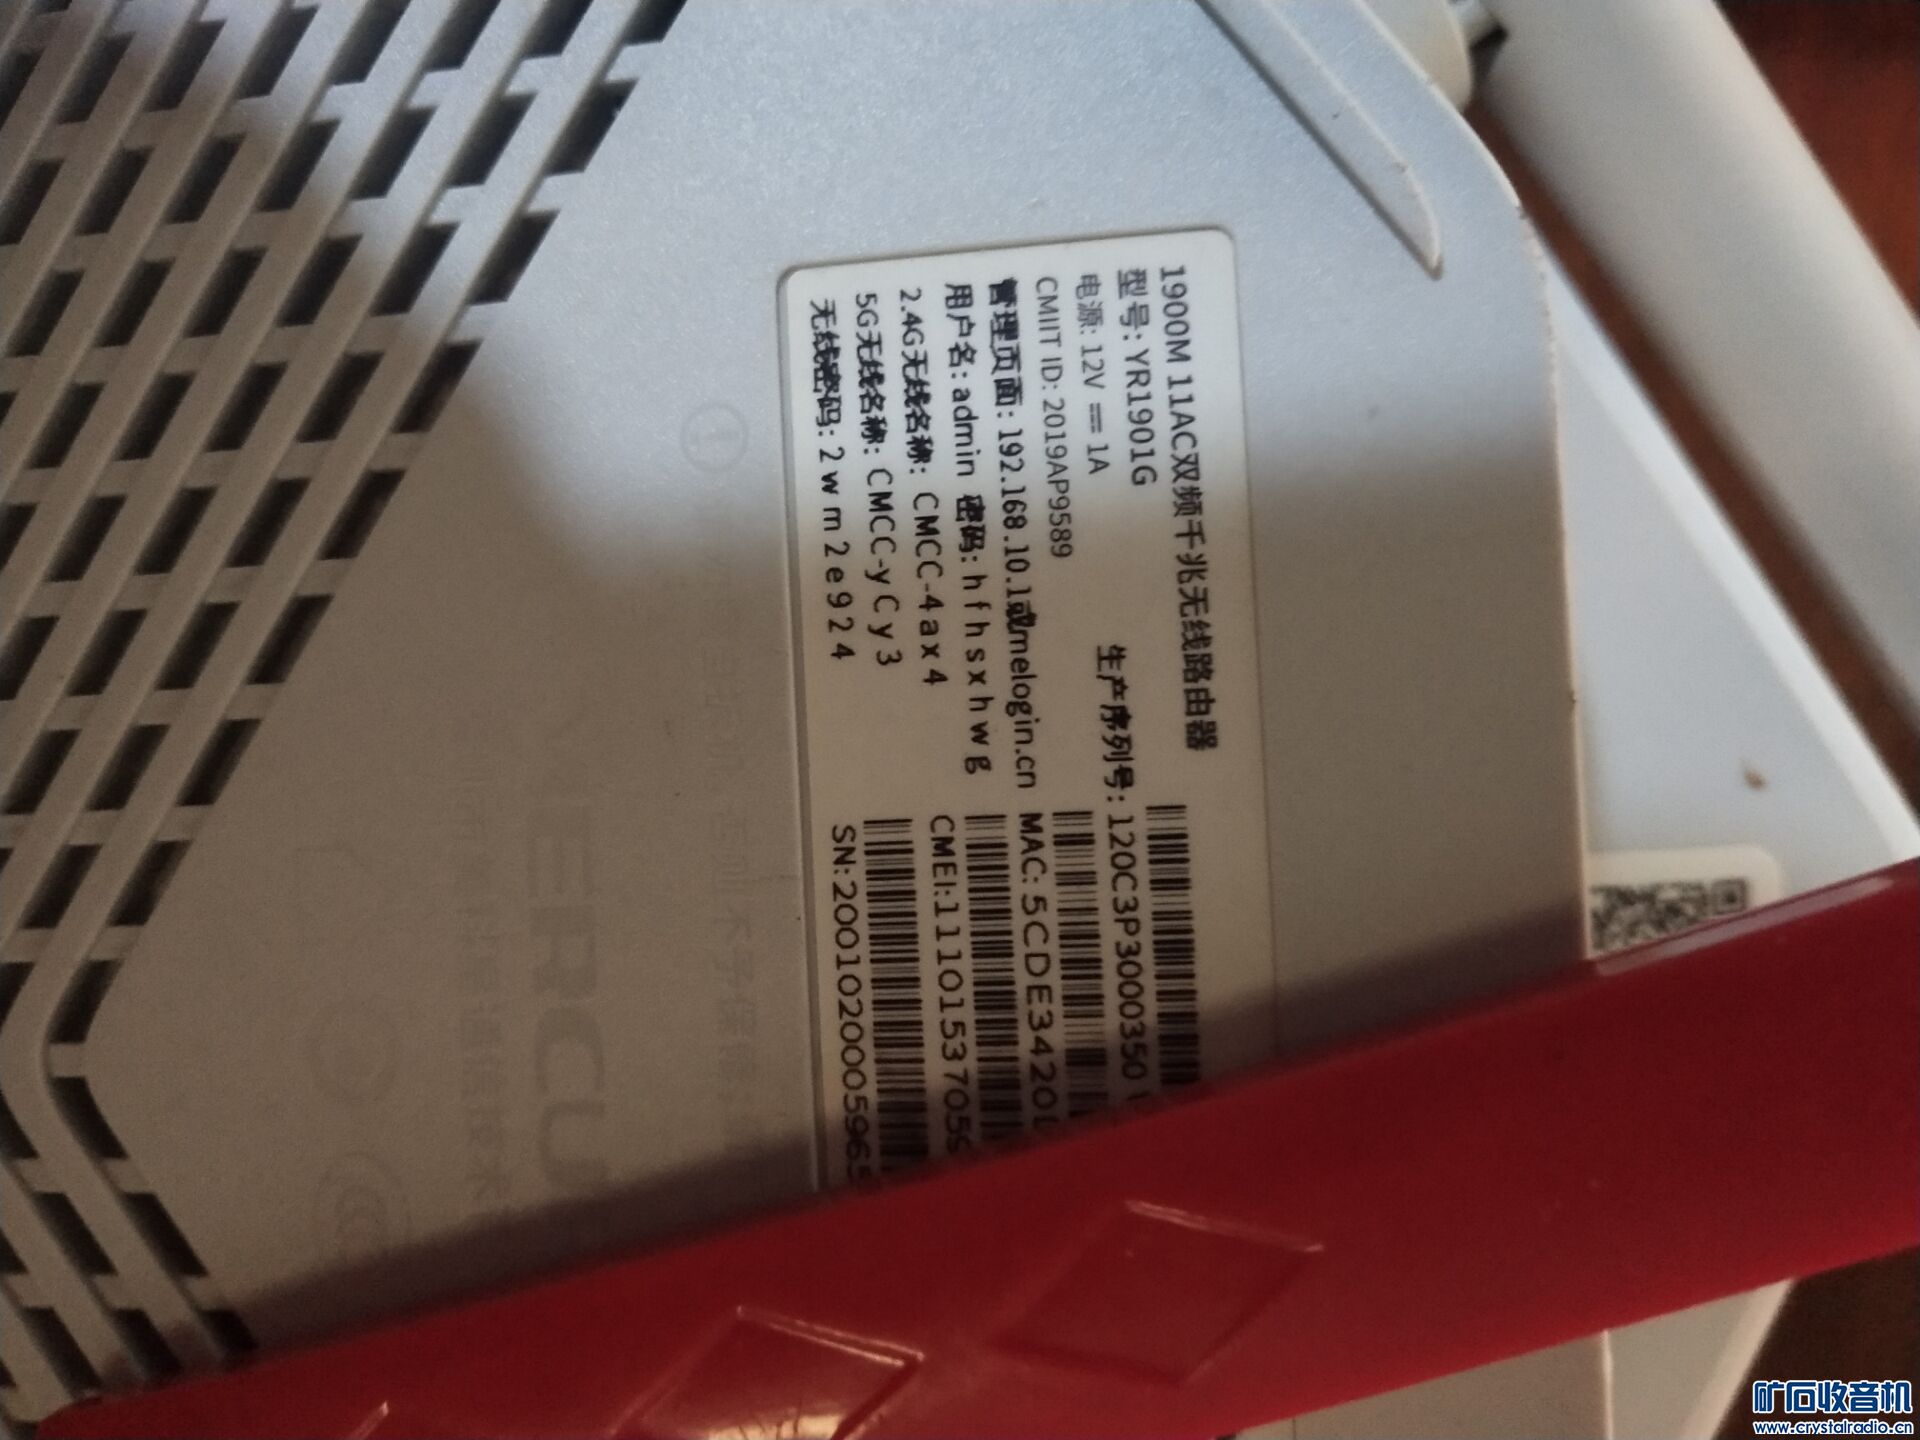 1900M 11AC双频千兆无线路由器
型号: YR1901G
电源: 12V ⎓ 1A
CMIIT ID: 2019AP9589
管理页面: 192.168.10.1或melogin.cn
用户名: admin 密码: hfhsxhwg
2.4G无线名称: CMCC-4ax4
5G无线名称: CMCC-yCy3
无线密码: 2wm2e924
生产序列号: 120C3P3000350
MAC: 5CDE3420
CMEI:11101537059
SN:2001020005965
MERCU
矿石收音机
www.crystalradio.cn